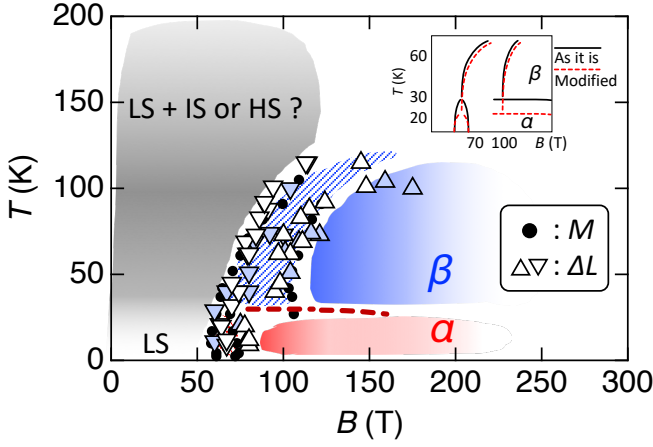 200
150
100
50
0
T (K)
0
50
100
150
200
250
300
B (T)
LS + IS or HS ?
LS
β
α
: M
: ΔL
60
30
20
T (K)
70
100
B (T)
β
α
As it is
Modified